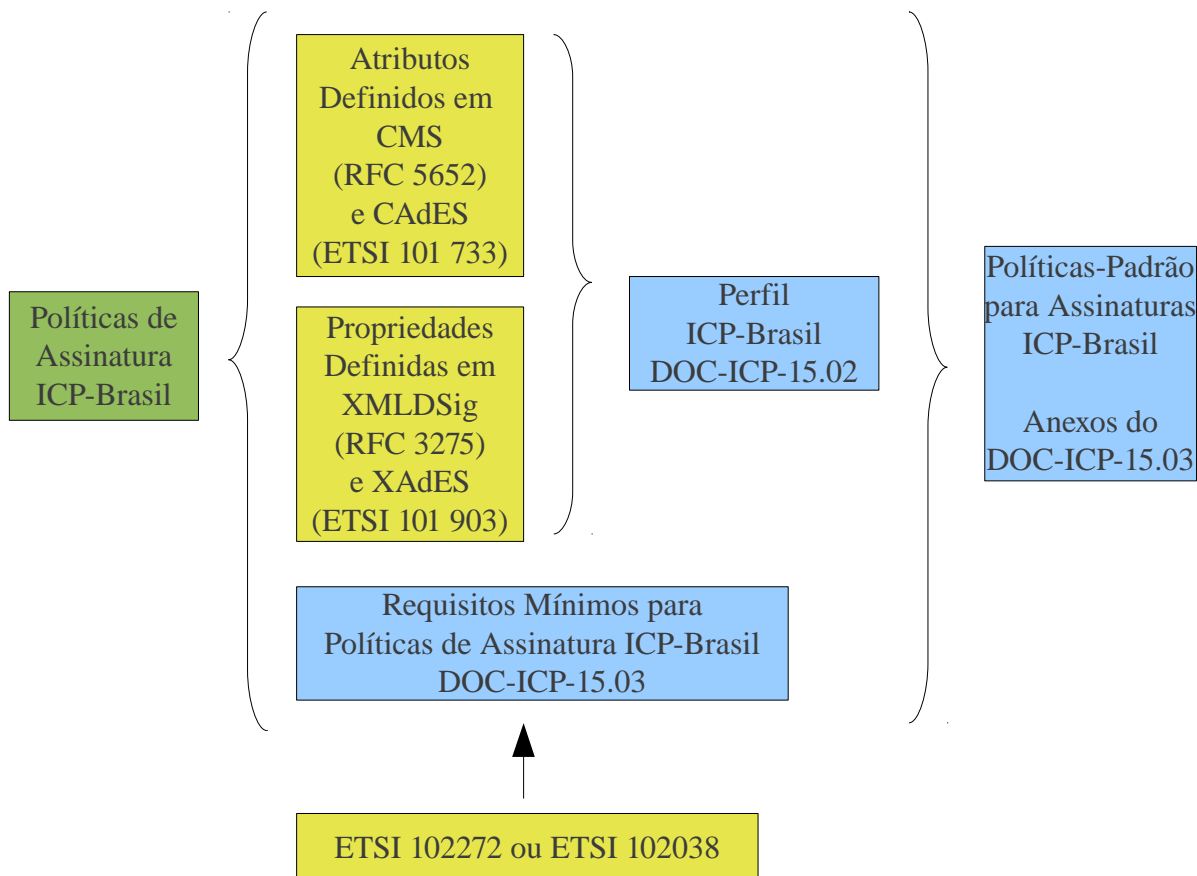 Políticas de
Assinatura
ICP-Brasil
Atributos
Definidos em
CMS
(RFC 5652)
e CAdES
(ETSI 101 733)
Propriedades
Definidas em
XMLDSig
(RFC 3275)
e XAdES
(ETSI 101 903)
Perfil
ICP-Brasil
DOC-ICP-15.02
Requisitos Mínimos para
Políticas de Assinatura ICP-Brasil
DOC-ICP-15.03
ETSI 102272 ou ETSI 102038
Políticas-Padrão
para Assinaturas
ICP-Brasil
Anexos do
DOC-ICP-15.03